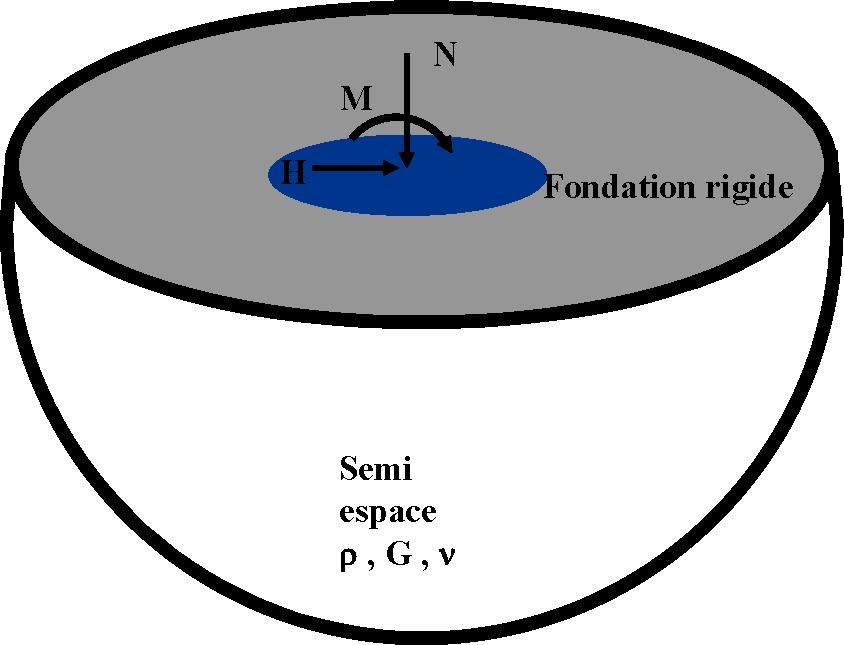 N
M
H
Fondation rigide
Semi
espace
ρ , G , ν